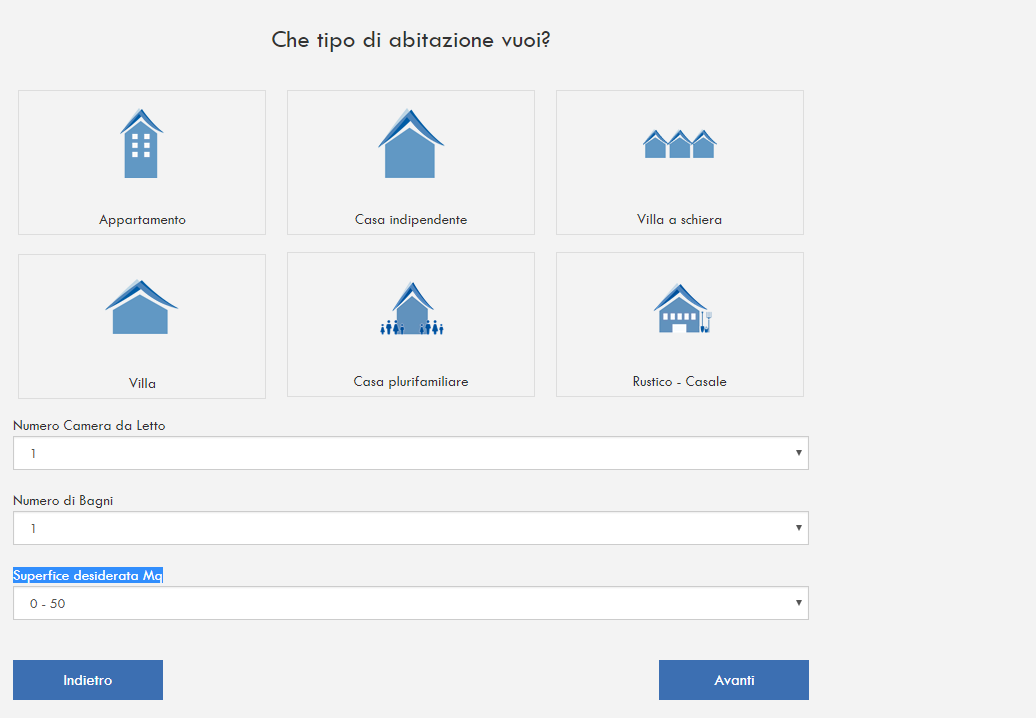 Che tipo di abitazione vuoi?
Appartamento
Casa indipendente
Villa a schiera
Villa
Casa plurifamiliare
Rustico - Casale
Numero Camera da Letto
1
Numero di Bagni
1
Superfice desiderata Mq
0 - 50
Indietro
Avanti